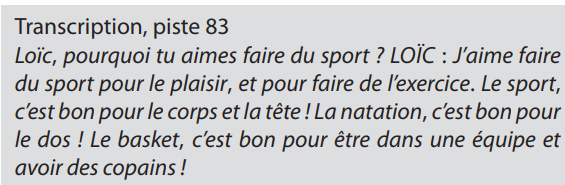 Transcription, piste 83
Loïc, pourquoi tu aimes faire du sport ? LOÏC : J’aime faire
du sport pour le plaisir, et pour faire de l’exercice. Le sport,
c’est bon pour le corps et la tête ! La natation, c’est bon pour
le dos ! Le basket, c’est bon pour être dans une équipe et
avoir des copains !